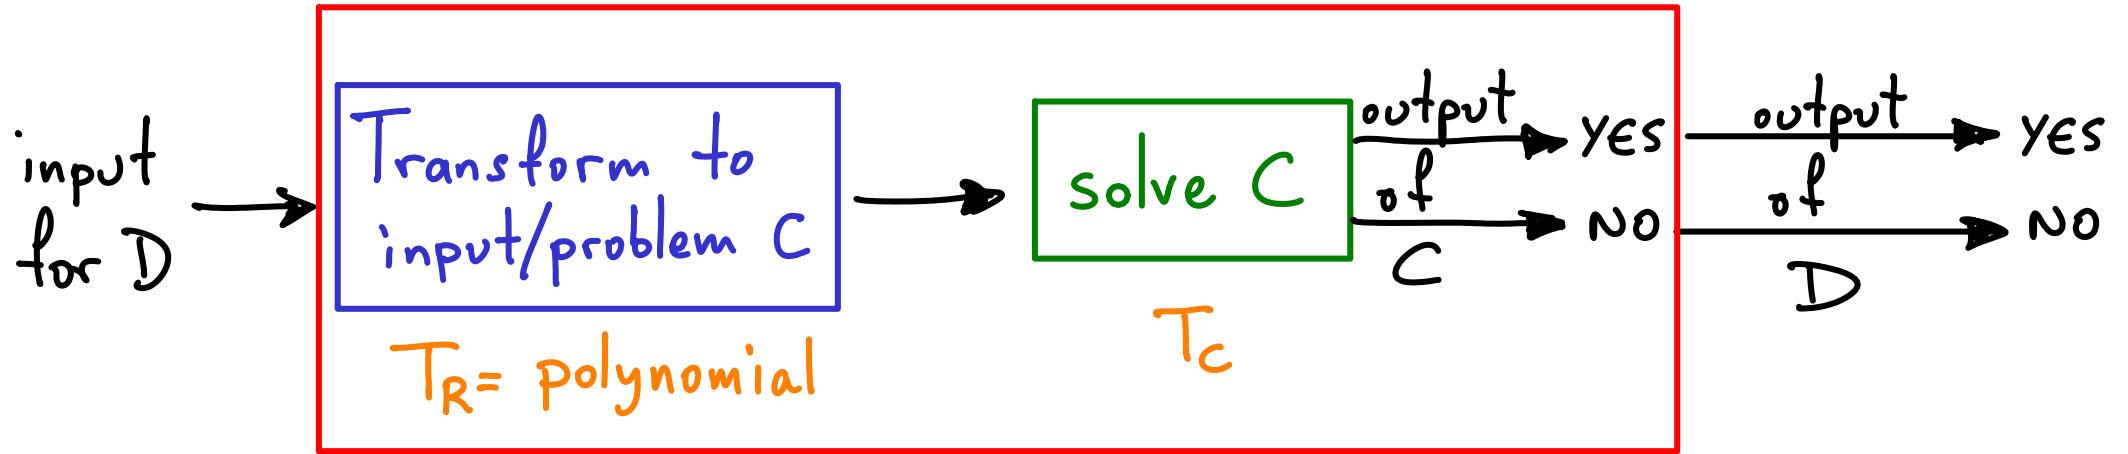 input
for D
Transform to
input/problem C
TR = polynomial
solve C
TC
output
of
C
YES
NO
output
of
D
YES
NO